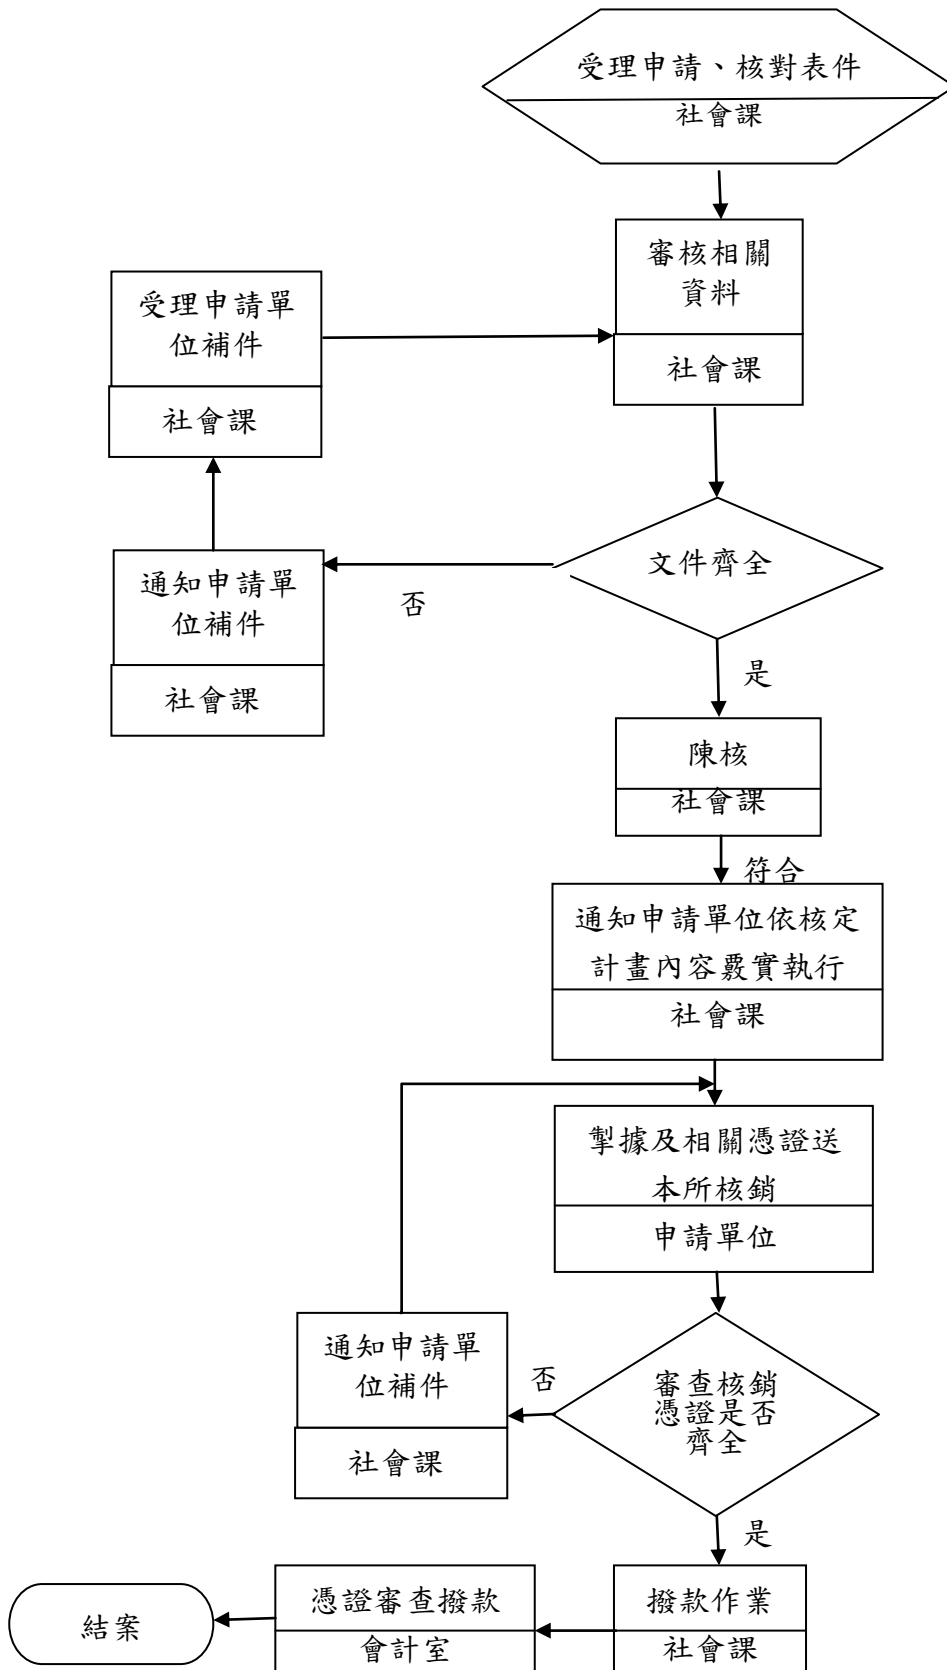 受理申請、核對表件
社會課
審核相關
資料
社會課
受理申請單
位補件
社會課
文件齊全
否
通知申請單
位補件
社會課
是
陳核
社會課
符合
通知申請單位依核定
計畫內容覈實執行
社會課
掣據及相關憑證送
本所核銷
申請單位
通知申請單
位補件
社會課
否
審查核銷
憑證是否
齊全
是
撥款作業
社會課
憑證審查撥款
會計室
結案